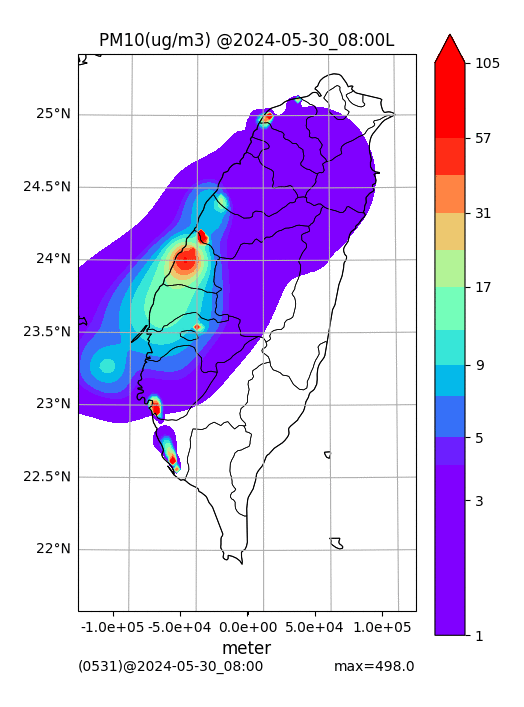 PM10(ug/m3) @2024-05-30_08:00L
105
57
31
17
9
5
3
1
25°N
24.5°N
24°N
23.5°N
23°N
22.5°N
22°N
-1.0e+05 -5.0e+04 0.0e+00 5.0e+04 1.0e+05
meter
(0531)@2024-05-30_08:00 max=498.0